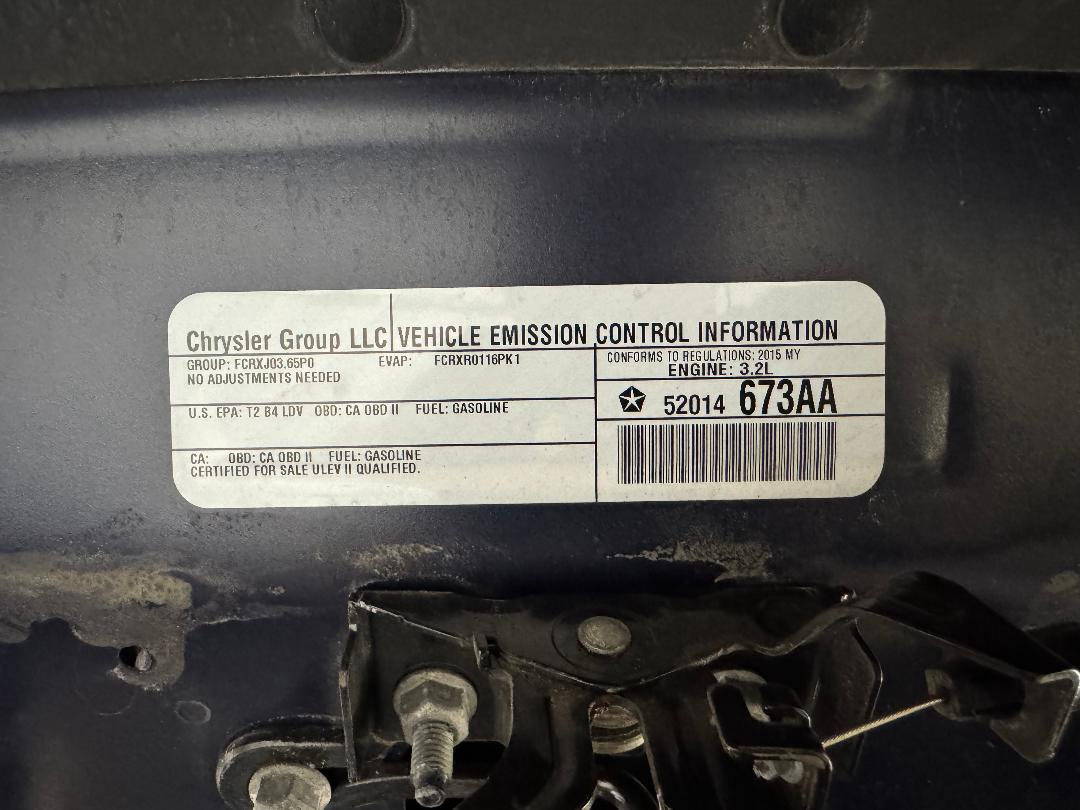 Chrysler Group LLC VEHICLE EMISSION CONTROL INFORMATION
GROUP: FCRXJ03.65P0 EVAP: FCRXR0116PK1
NO ADJUSTMENTS NEEDED
CONFORMS TO REGULATIONS: 2015 MY
ENGINE: 3.2L
U.S. EPA: T2 B4 LDV OBD: CA OBD II FUEL: GASOLINE
52014 673AA
CA: OBD: CA OBD II FUEL: GASOLINE
CERTIFIED FOR SALE ULEV II QUALIFIED.